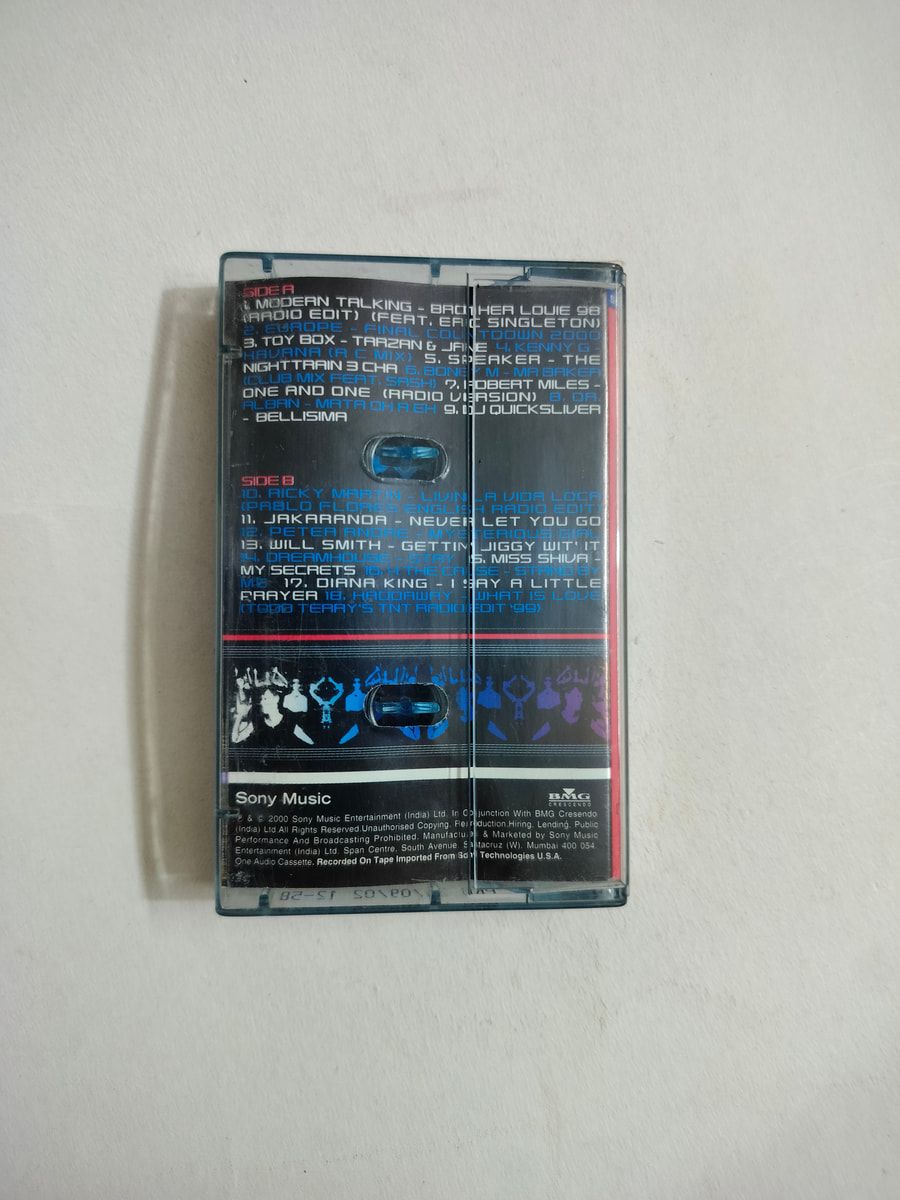 SIDE A
1. MODERN TALKING - BROTHER LOUIE 98
(RADIO EDIT) (FEAT. ERIC SINGLETON)
2. EUROPE - FINAL COUNTDOWN 2000
3. TOY BOX - TARZAN & JANE 4. KENNY G -
HAVANA (A C MIX) 5. SPEAKER - THE
NIGHTTRAIN 3 CHA 6. BONEY M - MA BAKER
(CLUB MIX FEAT. SASH) 7. ROBERT MILES -
ONE AND ONE (RADIO VERSION) 8. DR.
ALBAN - MATA OH A EH 9. DJ QUICKSLIVER
- BELLISIMA
SIDE B
10. RICKY MARTIN - LIVIN LA VIDA LOCA
(PABLO FLORES ENGLISH RADIO EDIT)
11. JAKARANDA - NEVER LET YOU GO
12. PETER ANDRE - MYSTERIOUS GIRL
13. WILL SMITH - GETTIN JIGGY WIT' IT
14. DREAMHOUSE - STAY 15. MISS SHIVA -
MY SECRETS 16. THE CAUSE - STAND BY
ME 17. DIANA KING - I SAY A LITTLE
PRAYER 18. HADDAWAY - WHAT IS LOVE
(TODD TERRY'S TNT RADIO EDIT '99)
Sony Music
BMG
CRESCENDO
℗ & © 2000 Sony Music Entertainment (India) Ltd. In Conjunction With BMG Cresendo
(India) Ltd All Rights Reserved.Unauthorised Copying, Reproduction.Hiring, Lending, Public
Performance And Broadcasting Prohibited. Manufactured & Marketed by Sony Music
Entertainment (India) Ltd. Span Centre, South Avenue, Santacruz (W), Mumbai 400 054.
One Audio Cassette. Recorded On Tape Imported From Sony Technologies U.S.A.
/09/02 12-58